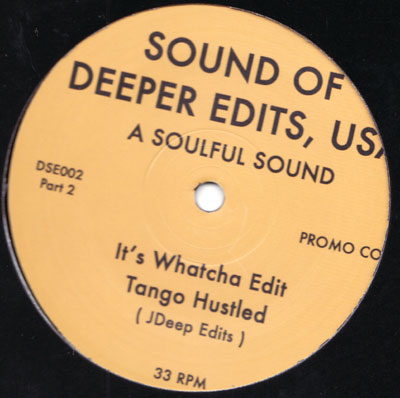 SOUND OF
DEEPER EDITS, USA
A SOULFUL SOUND
DSE002
Part 2
PROMO CO
It's Whatcha Edit
Tango Hustled
( JDeep Edits )
33 RPM